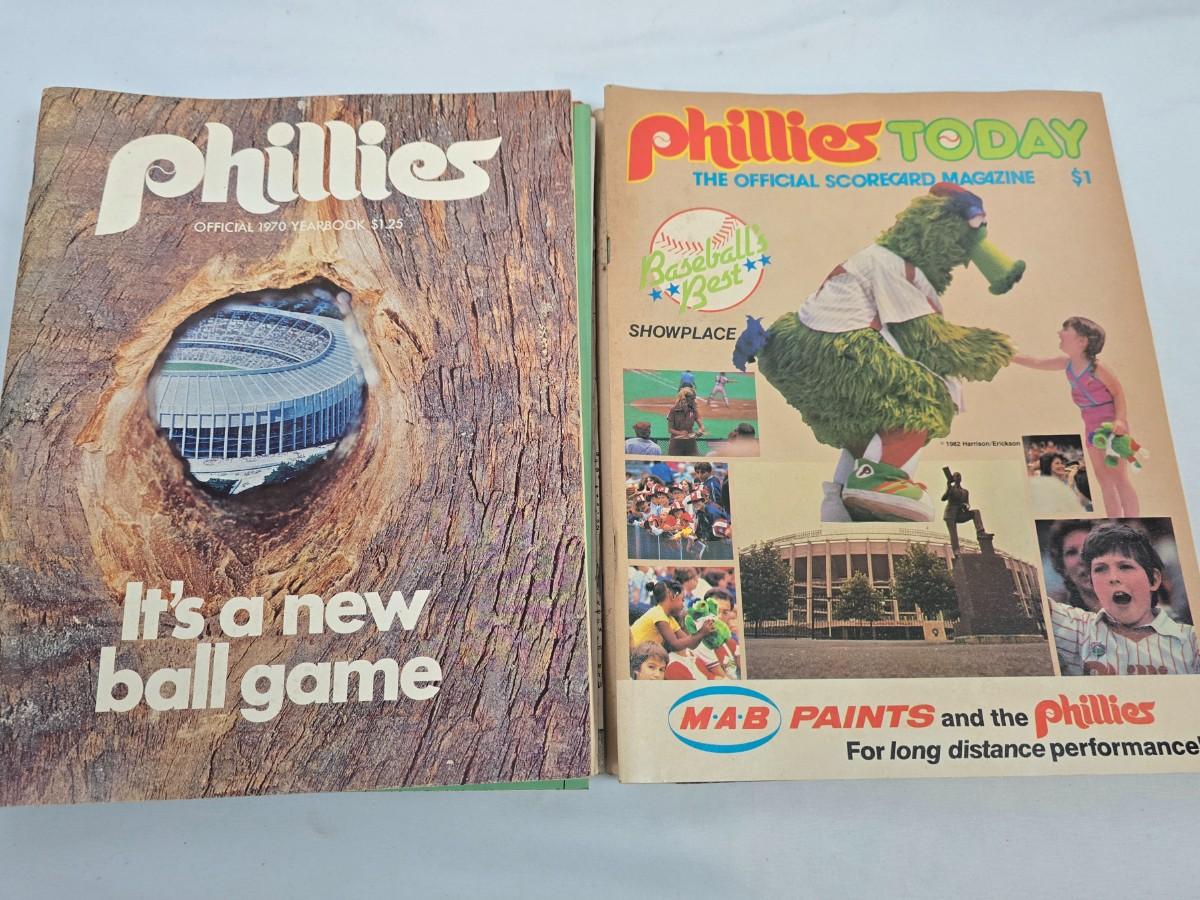 phillies
OFFICIAL 1970 YEARBOOK $1.25
It's a new
ball game
phillies TODAY
THE OFFICIAL SCORECARD MAGAZINE $1
Baseball's
Best
SHOWPLACE
© 1982 Harrison/Erickson
M·A·B PAINTS and the phillies
For long distance performance!